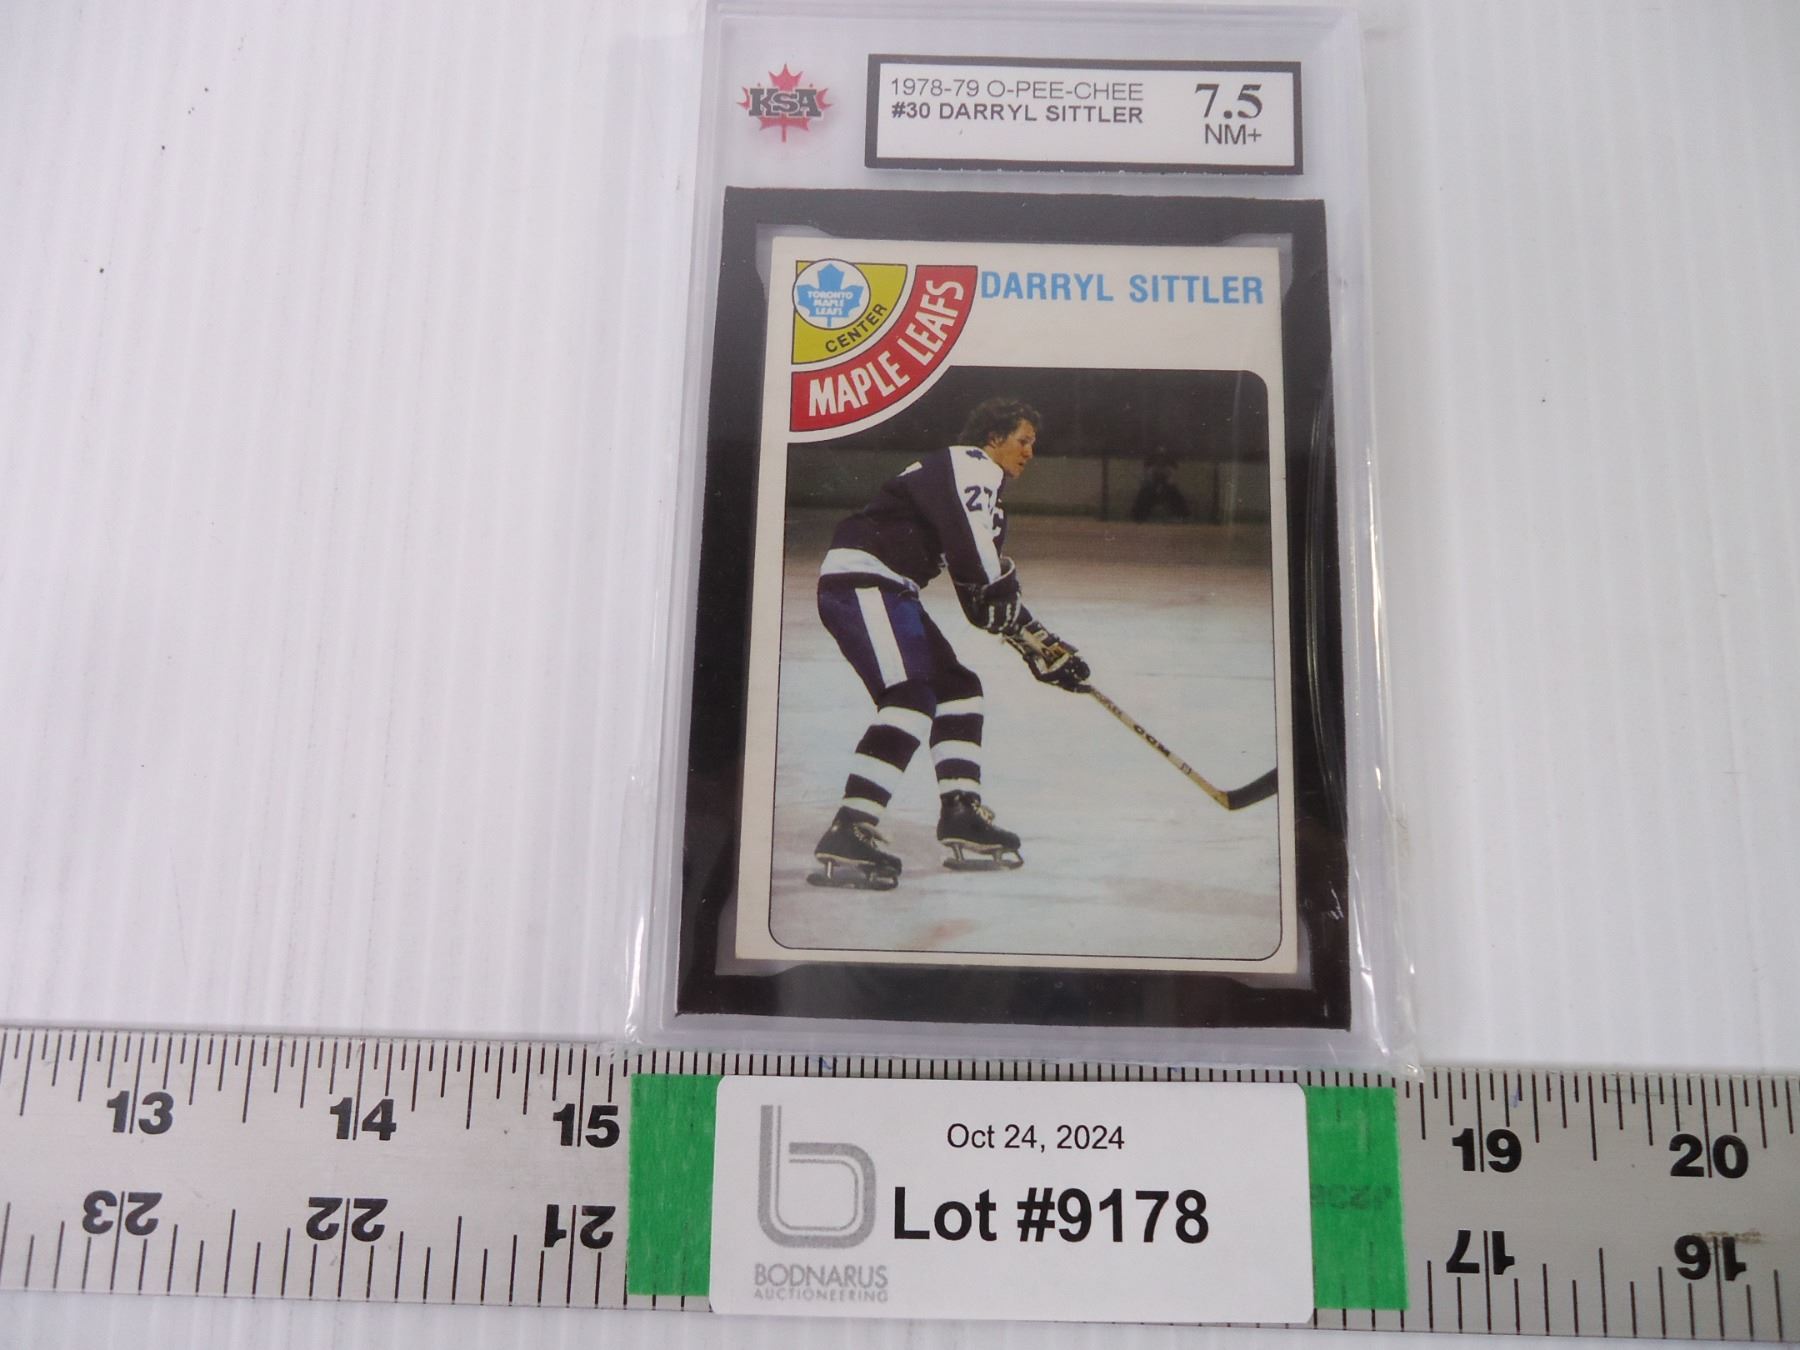 KSA
1978-79 O-PEE-CHEE
#30 DARRYL SITTLER
7.5
NM+
TORONTO
MAPLE
LEAFS
CENTER
MAPLE LEAFS
DARRYL SITTLER
27
C
13 14 15 19 20
23 22 21 17 16
Oct 24, 2024
Lot #9178
BODNARUS
AUCTIONEERING